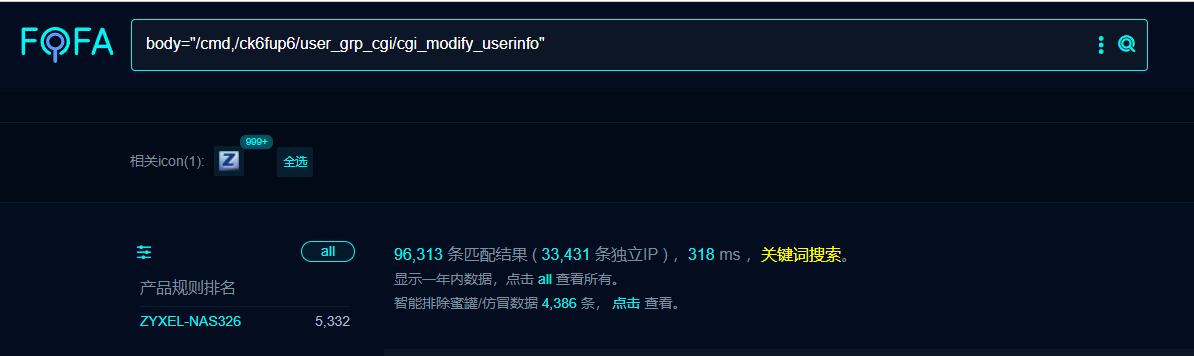 FOFA
body="/cmd,/ck6fup6/user_grp_cgi/cgi_modify_userinfo"
999+
相关icon(1): Z 全选
all
96,313 条匹配结果 ( 33,431 条独立IP ) ，318 ms ，关键词搜索。
显示一年内数据，点击 all 查看所有。
产品规则排名
智能排除蜜罐/仿冒数据 4,386 条， 点击 查看。
ZYXEL-NAS326 5,332